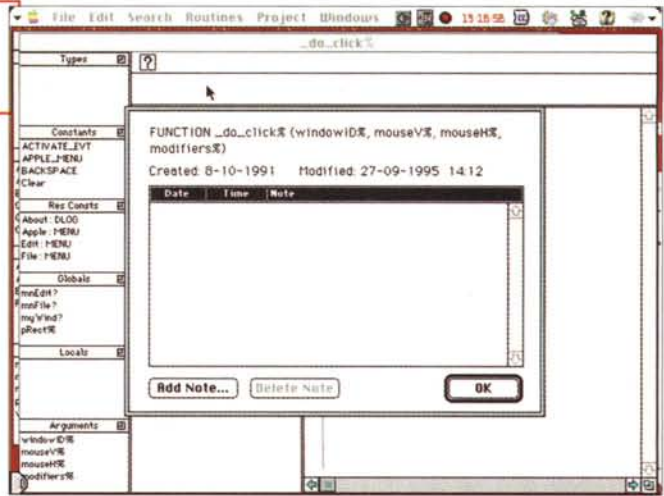 File Edit Search Routines Project Windows 13 16 58
_do_click%
Types
?
Constants
ACTIVATE_EVT
APPLE_MENU
BACKSPACE
Clear
Res Consts
About : DLOG
Apple : MENU
Edit : MENU
File : MENU
Globals
mnEdit?
mnFile?
myWind?
pRect%
Locals
Arguments
windowID%
mouseV%
mouseH%
modifiers%
FUNCTION _do_click% (windowID%, mouseV%, mouseH%,
modifiers%)
Created: 8-10-1991 Modified: 27-09-1995 14:12
Date Time Note
Add Note... Delete Note OK